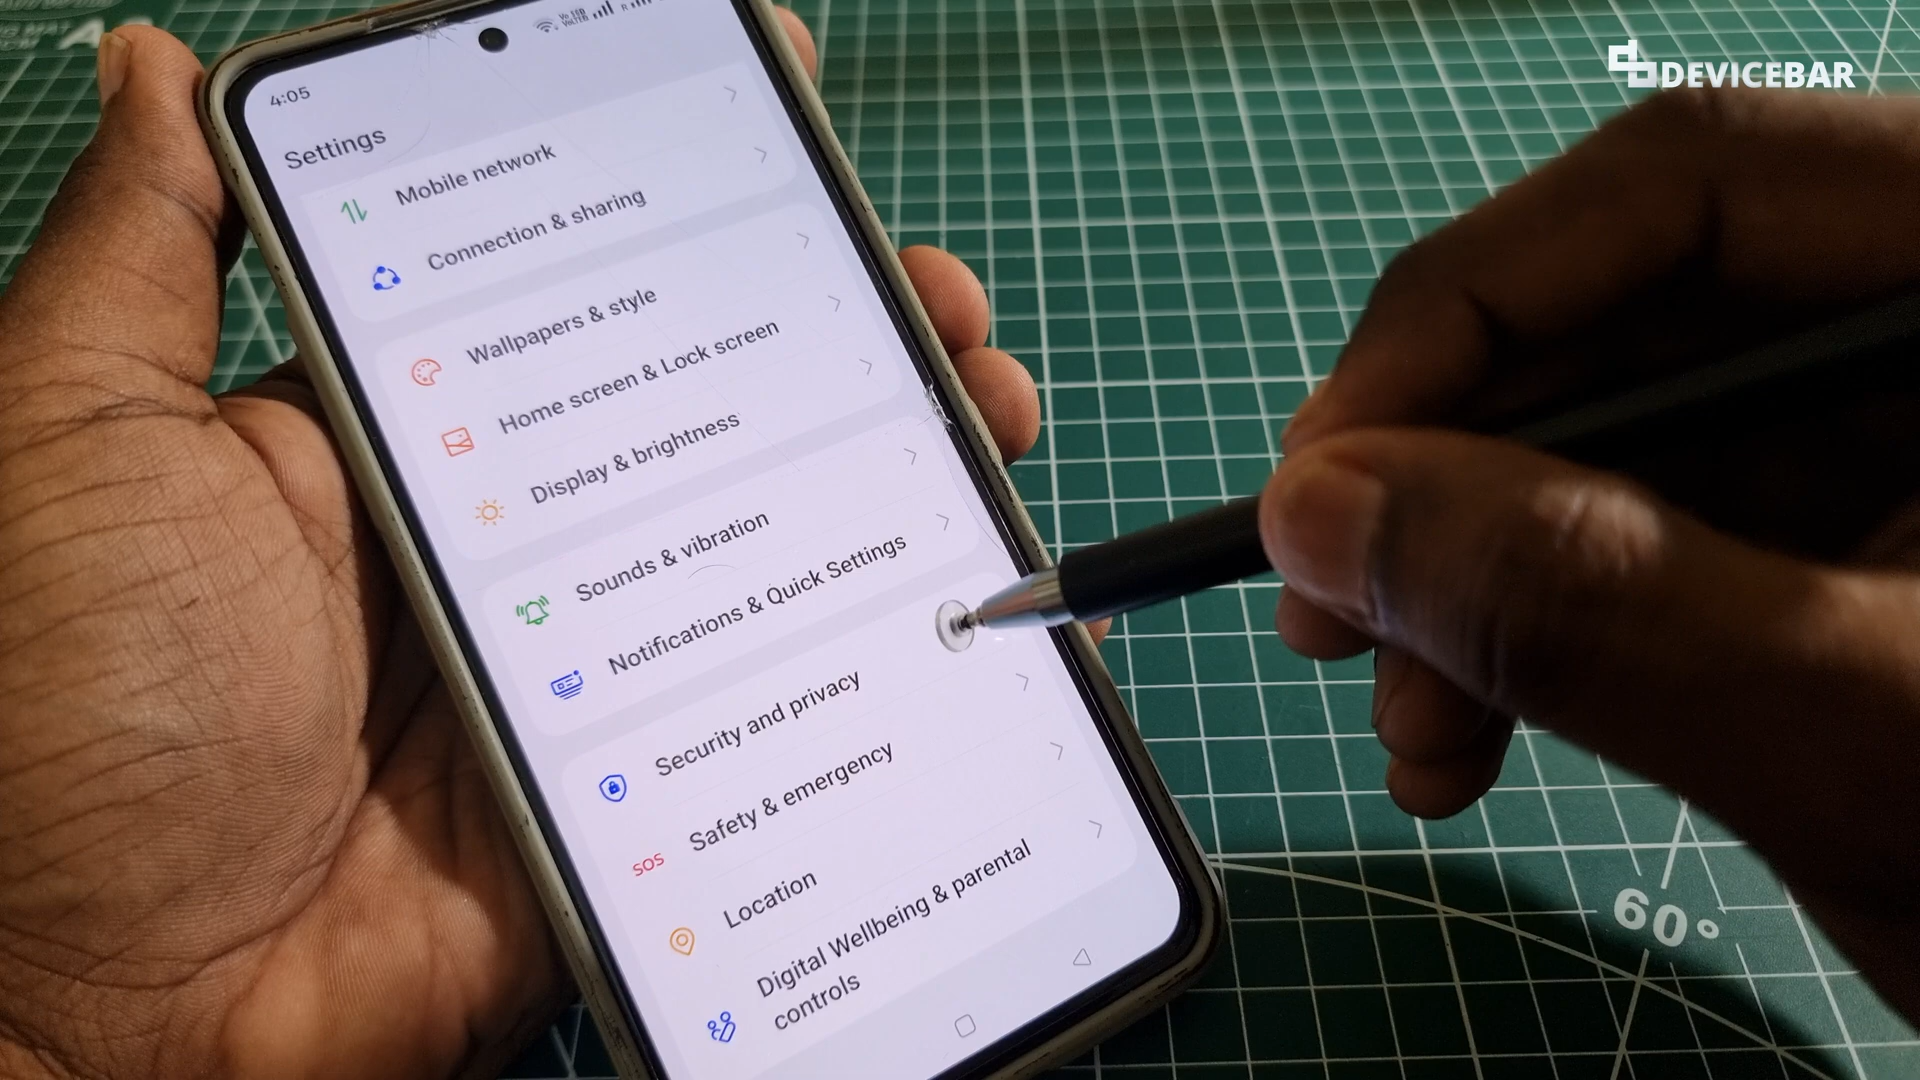 DEVICEBAR
4:05
Settings
Mobile network
Connection & sharing
Wallpapers & style
Home screen & Lock screen
Display & brightness
Sounds & vibration
Notifications & Quick Settings
Security and privacy
SOS
Safety & emergency
Location
Digital Wellbeing & parental
controls
60°